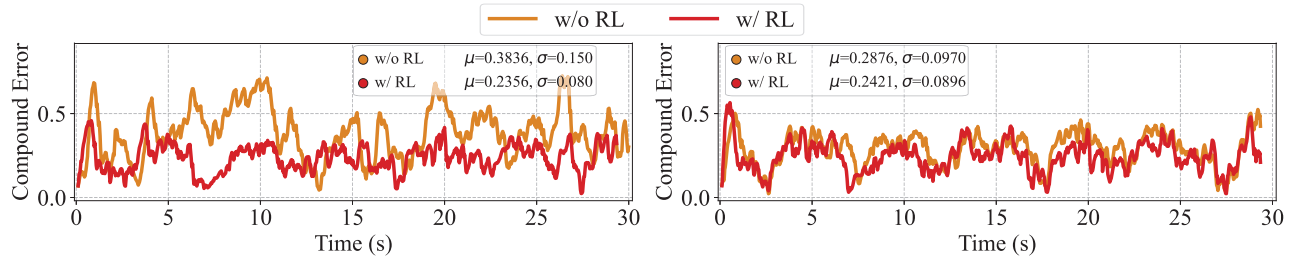 w/o RL w/ RL
Compound Error
0.5
0.0
w/o RL μ=0.3836, σ=0.150
w/ RL μ=0.2356, σ=0.080
0 5 10 15 20 25 30
Time (s)
Compound Error
0.5
0.0
w/o RL μ=0.2876, σ=0.0970
w/ RL μ=0.2421, σ=0.0896
0 5 10 15 20 25 30
Time (s)